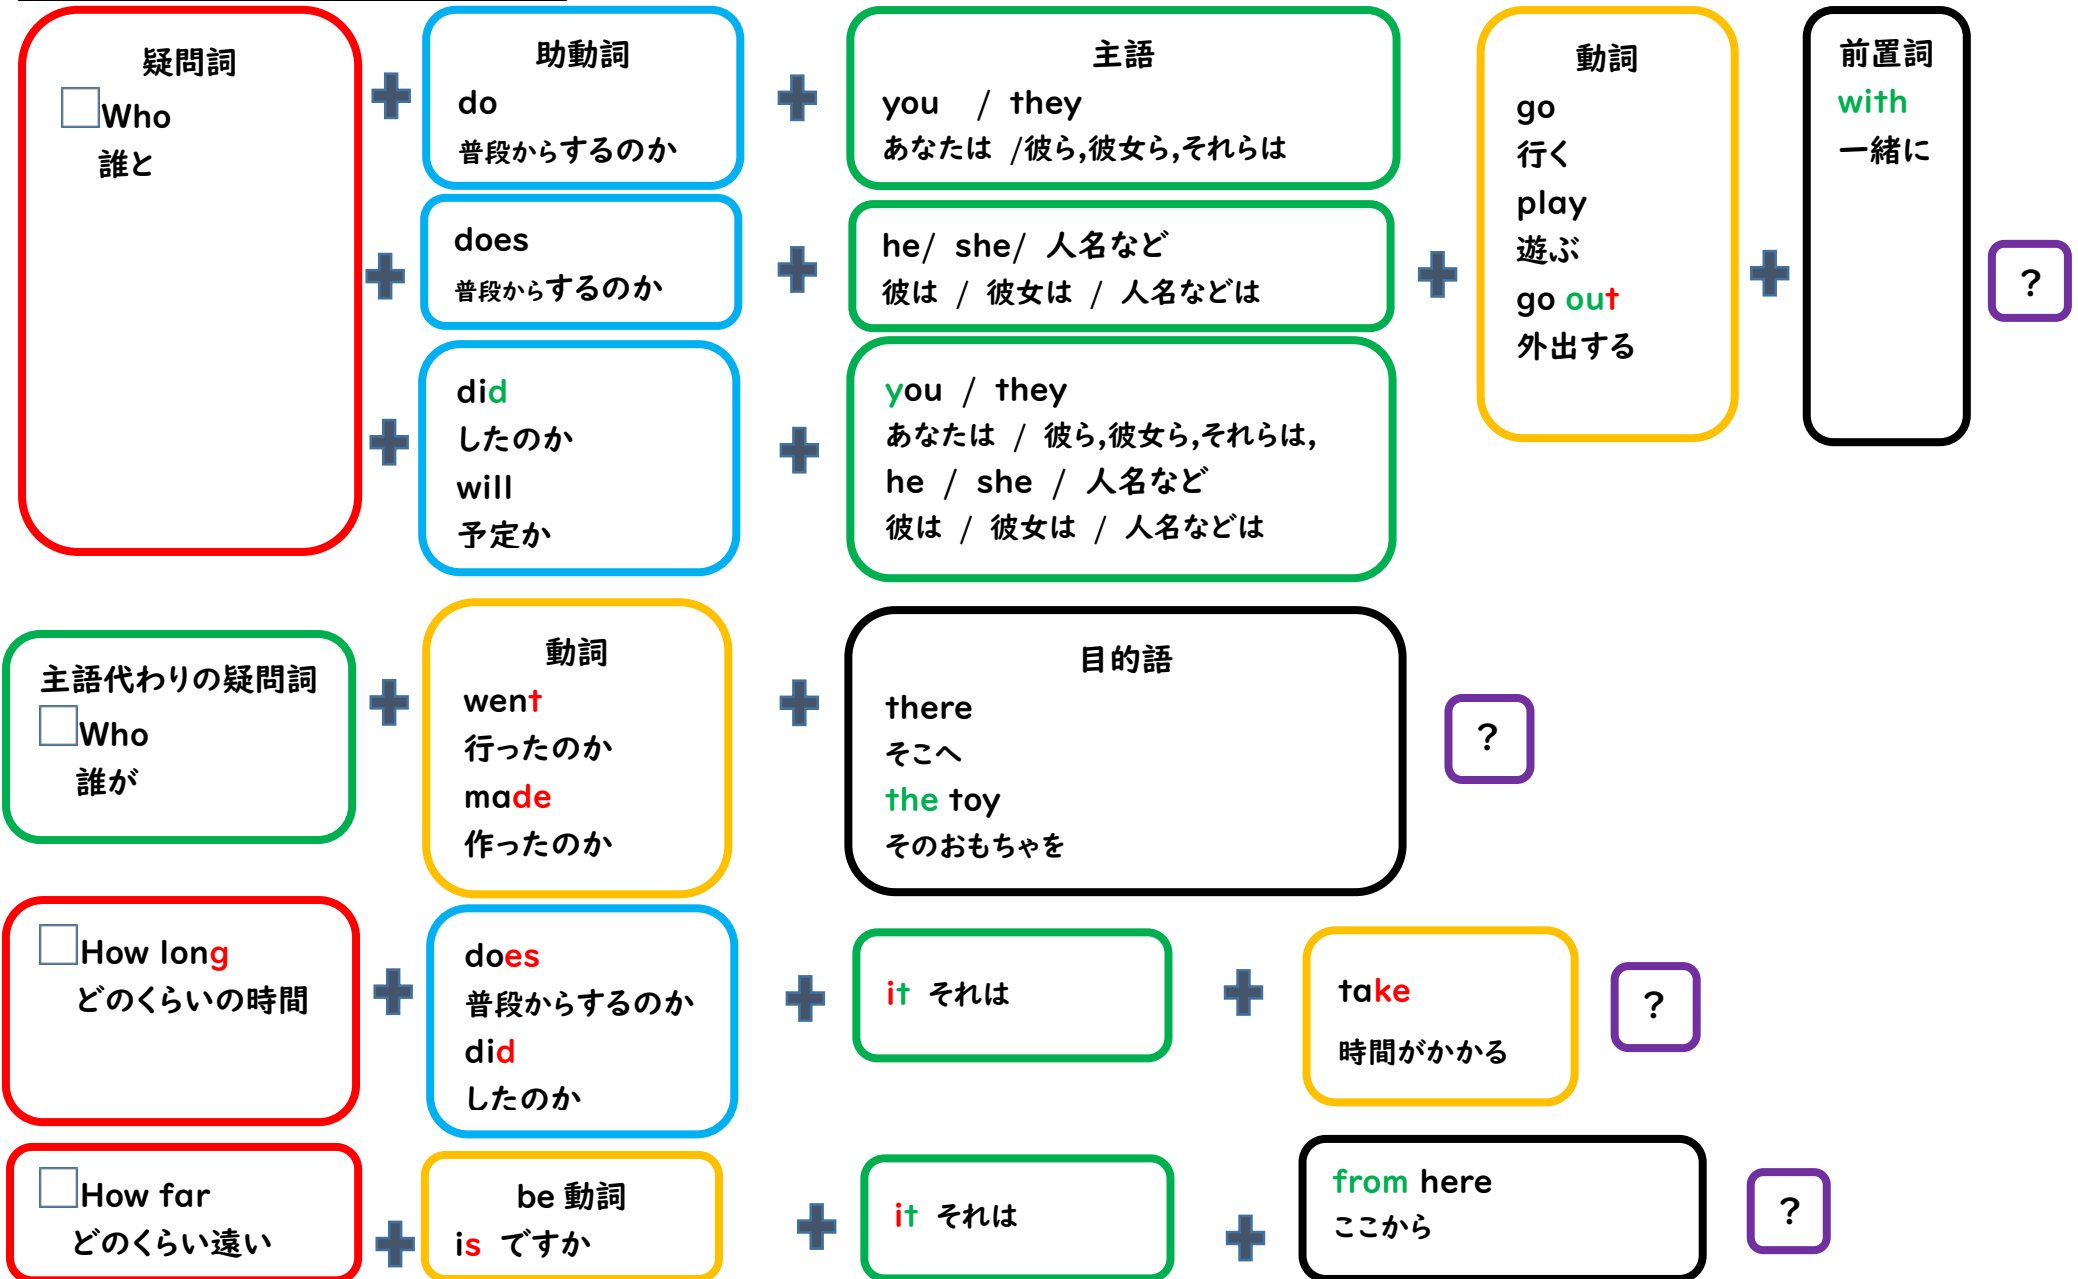 疑問詞
Who
誰と
助動詞
do
普段からするのか
主語
you / they
あなたは /彼ら,彼女ら,それらは
does
普段からするのか
he/ she/ 人名など
彼は / 彼女は / 人名などは
did
したのか
will
予定か
you / they
あなたは / 彼ら,彼女ら,それらは,
he / she / 人名など
彼は / 彼女は / 人名などは
動詞
go
行く
play
遊ぶ
go out
外出する
前置詞
with
一緒に
?
主語代わりの疑問詞
Who
誰が
動詞
went
行ったのか
made
作ったのか
目的語
there
そこへ
the toy
そのおもちゃを
?
How long
どのくらいの時間
does
普段からするのか
did
したのか
it それは
take
時間がかかる
?
How far
どのくらい遠い
be 動詞
is ですか
it それは
from here
ここから
?